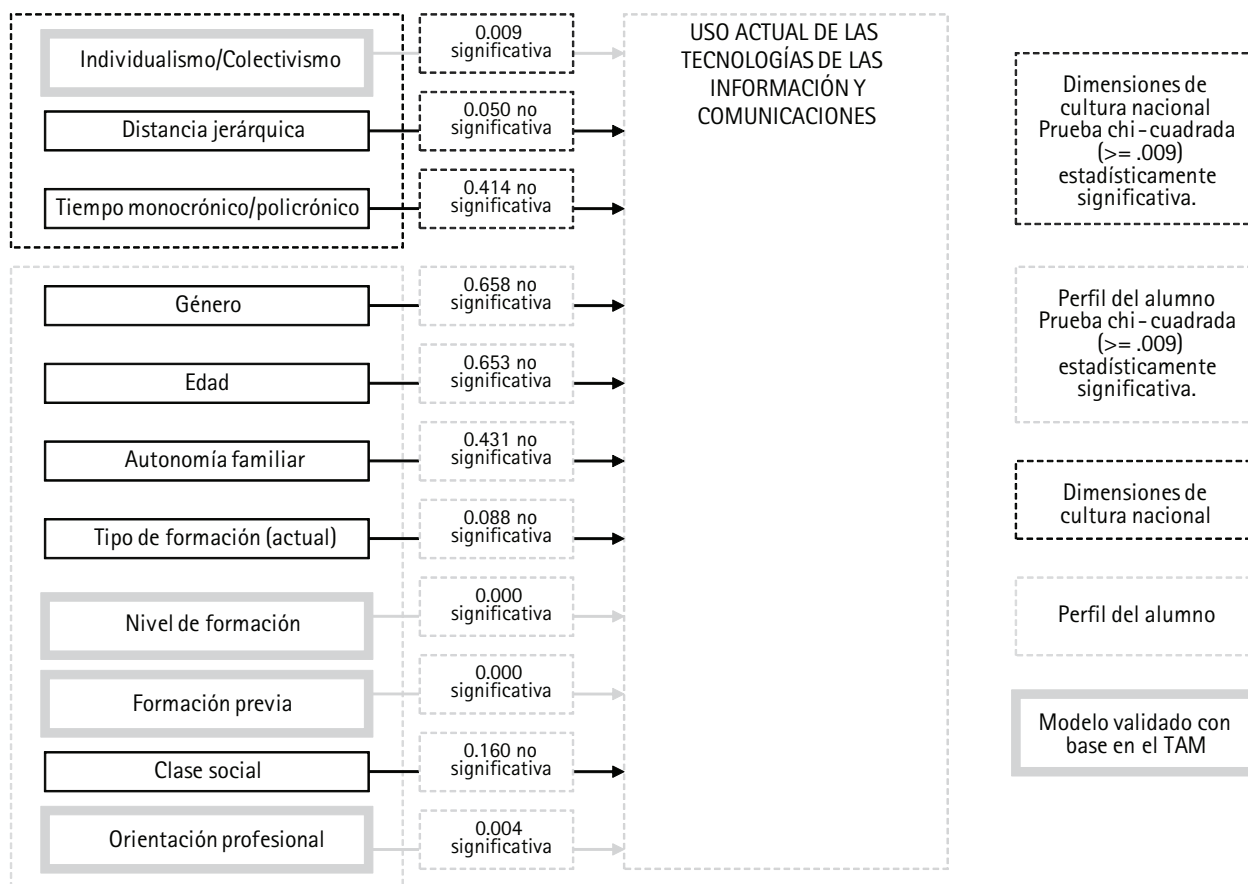 Individualismo/Colectivismo
0.009
significativa
Distancia jerárquica
0.050 no
significativa
Tiempo monocrónico/policrónico
0.414 no
significativa
Género
0.658 no
significativa
Edad
0.653 no
significativa
Autonomía familiar
0.431 no
significativa
Tipo de formación (actual)
0.088 no
significativa
Nivel de formación
0.000
significativa
Formación previa
0.000
significativa
Clase social
0.160 no
significativa
Orientación profesional
0.004
significativa
USO ACTUAL DE LAS
TECNOLOGÍAS DE LAS
INFORMACIÓN Y
COMUNICACIONES
Dimensiones de
cultura nacional
Prueba chi-cuadrada
(>= .009)
estadísticamente
significativa.
Perfil del alumno
Prueba chi-cuadrada
(>= .009)
estadísticamente
significativa.
Dimensiones de
cultura nacional
Perfil del alumno
Modelo validado con
base en el TAM